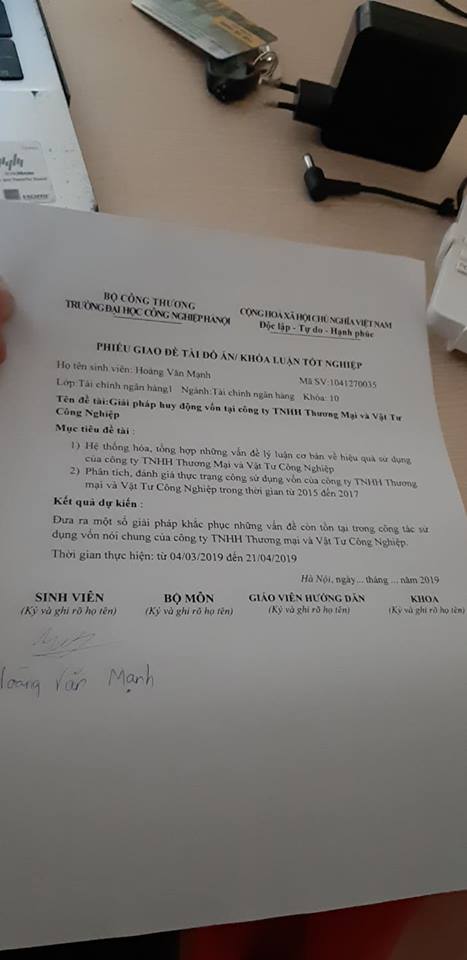 BỘ CÔNG THƯƠNG
TRƯỜNG ĐẠI HỌC CÔNG NGHIỆP HÀ NỘI
CỘNG HOA XÃ HỘI CHỦ NGHĨA VIỆT NAM
Độc lập - Tự do - Hạnh phúc
PHIẾU GIAO ĐỀ TÀI ĐỒ ÁN/ KHÓA LUẬN TỐT NGHIỆP
Họ tên sinh viên: Hoàng Văn Mạnh
Mã SV:1041270035
Lớp:Tài chính ngân hàng1 Ngành:Tài chính ngân hàng Khóa: 10
Tên đề tài:Giải pháp huy động vốn tại công ty TNHH Thương Mại và Vật Tư
Công Nghiệp
Mục tiêu đề tài :
1) Hệ thống hóa, tổng hợp những vấn đề lý luận cơ bản về hiệu quả sử dụng
của công ty TNHH Thương Mại và Vật Tư Công Nghiệp
2) Phân tích, đánh giá thực trạng công sử dụng vốn của công ty TNHH Thương
mại và Vật Tư Công Nghiệp trong thời gian từ 2015 đến 2017
Kết quả dự kiến :
Đưa ra một số giải pháp khắc phục những vấn đề còn tồn tại trong công tác sử
dụng vốn nói chung của công ty TNHH Thương mại và Vật Tư Công Nghiệp.
Thời gian thực hiện: từ 04/03/2019 đến 21/04/2019
Hà Nội, ngày... tháng ... năm 2019
SINH VIÊN BỘ MÔN GIÁO VIÊN HƯỚNG DẪN KHOA
(Ký và ghi rõ họ tên) (Ký và ghi rõ họ tên) (Ký và ghi rõ họ tên) (Ký và ghi rõ họ tên)
Hoàng Văn Mạnh